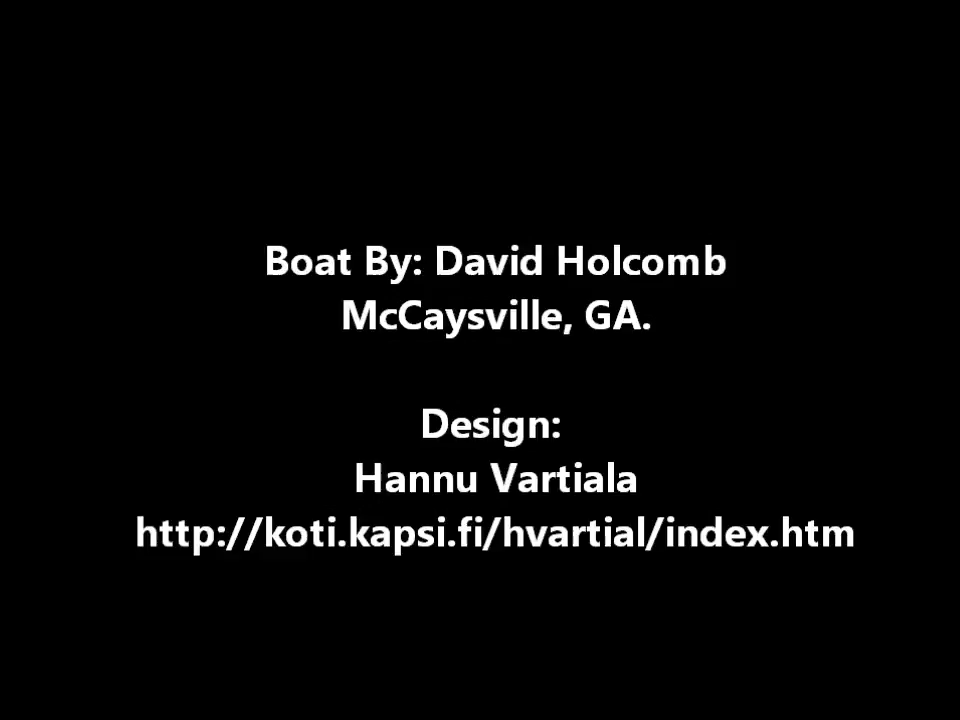 Boat By: David Holcomb
McCaysville, GA.
Design:
Hannu Vartiala
http://koti.kapsi.fi/hvartial/index.htm